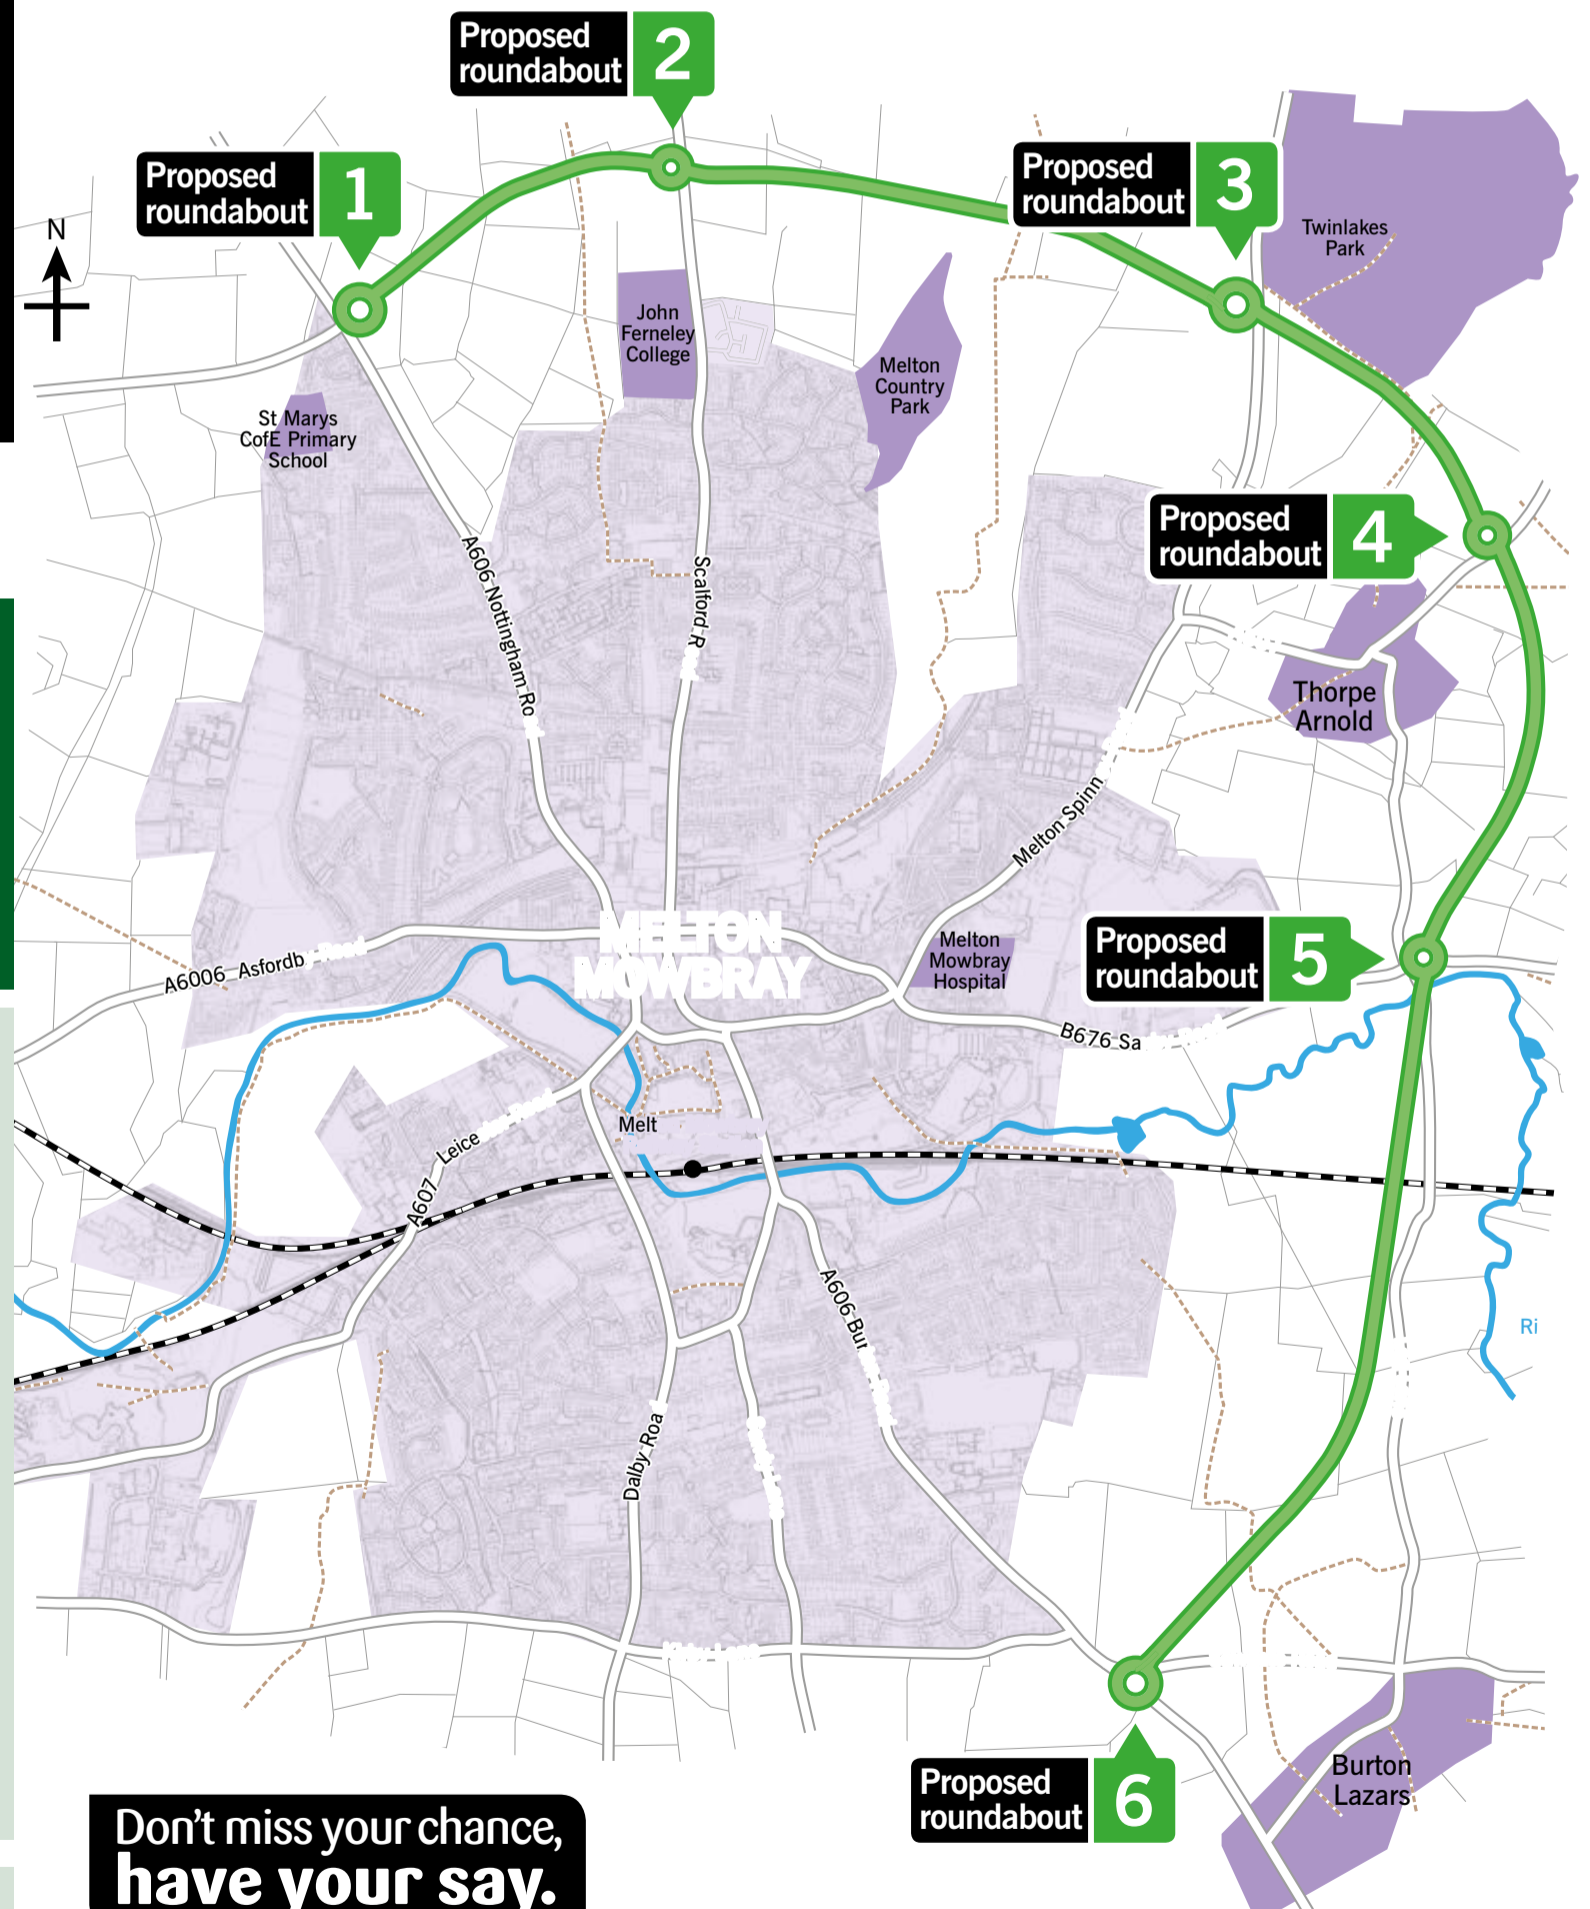 Proposed
roundabout
2
Proposed
roundabout
1
Proposed
roundabout
3
N
Twinlakes
Park
John
Ferneley
College
Melton
Country
Park
St Marys
CofE Primary
School
Proposed
roundabout
4
A606 Nottingham Ro
Scalford R
Thorpe
Arnold
Melton Spinn
MELTON
MOWBRAY
Melton
Mowbray
Hospital
Proposed
roundabout
5
A6006 Asfordby Road
B676 Sa
Leice
Melt
A607
A606 Bur
Ri
Dalby Roa
Proposed
roundabout
6
Burton
Lazars
Don't miss your chance,
have your say.